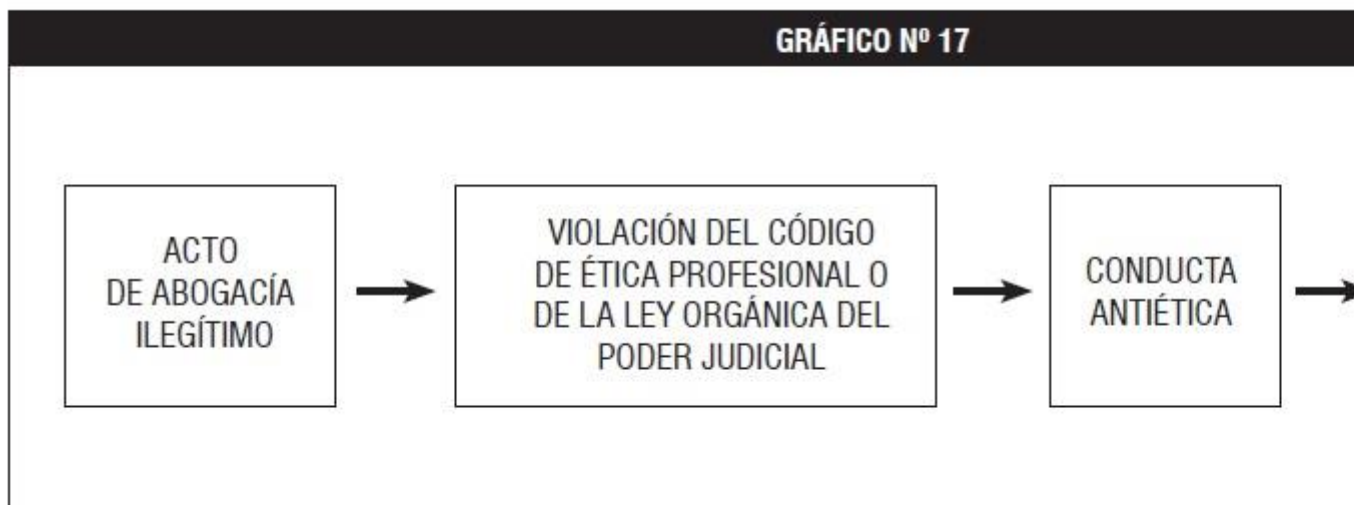 GRÁFICO Nº 17
ACTO
DE ABOGACÍA
ILEGÍTIMO
VIOLACIÓN DEL CÓDIGO
DE ÉTICA PROFESIONAL O
DE LA LEY ORGÁNICA DEL
PODER JUDICIAL
CONDUCTA
ANTIÉTICA